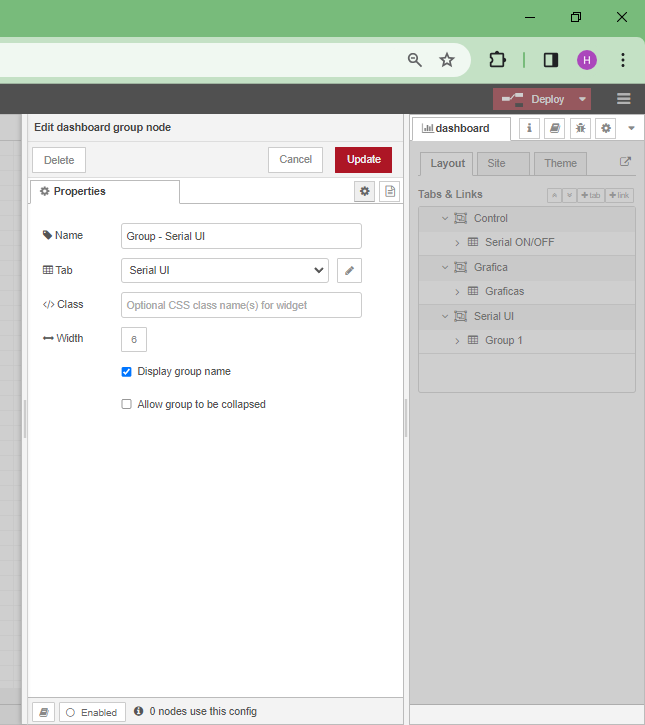 H
Deploy
Edit dashboard group node
dashboard
Delete
Cancel
Update
Layout
Site
Theme
Properties
Tabs & Links
+tab
+link
Name
Group - Serial UI
Control
Serial ON/OFF
Tab
Serial UI
Grafica
Graficas
</> Class
Optional CSS class name(s) for widget
Serial UI
Width
6
Group 1
Display group name
Allow group to be collapsed
Enabled
0 nodes use this config